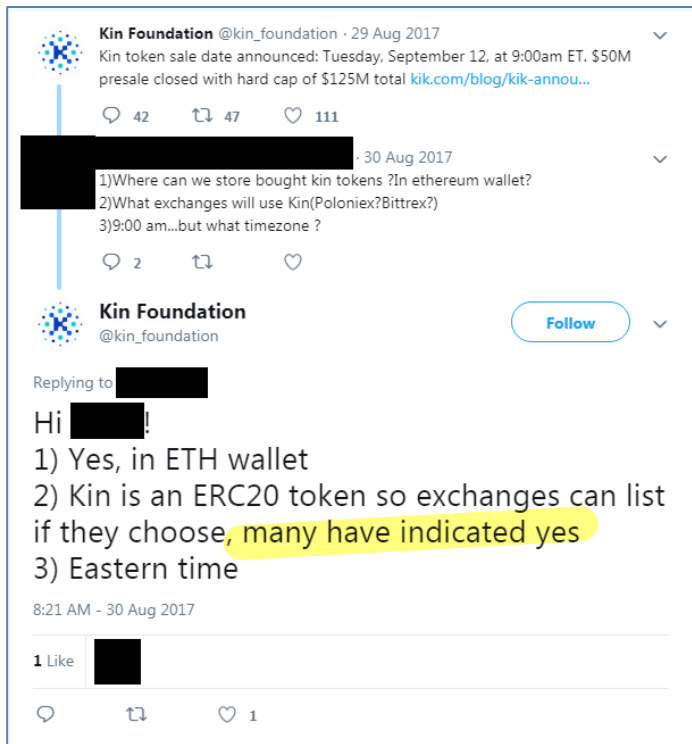 Kin Foundation @kin_foundation · 29 Aug 2017
Kin token sale date announced: Tuesday, September 12, at 9:00am ET. $50M
presale closed with hard cap of $125M total kik.com/blog/kik-annou...
42 47 111
· 30 Aug 2017
1)Where can we store bought kin tokens ?In ethereum wallet?
2)What exchanges will use Kin(Poloniex?Bittrex?)
3)9:00 am...but what timezone ?
2
Kin Foundation
@kin_foundation
Follow
Replying to
Hi !
1) Yes, in ETH wallet
2) Kin is an ERC20 token so exchanges can list
if they choose, many have indicated yes
3) Eastern time
8:21 AM - 30 Aug 2017
1 Like
1